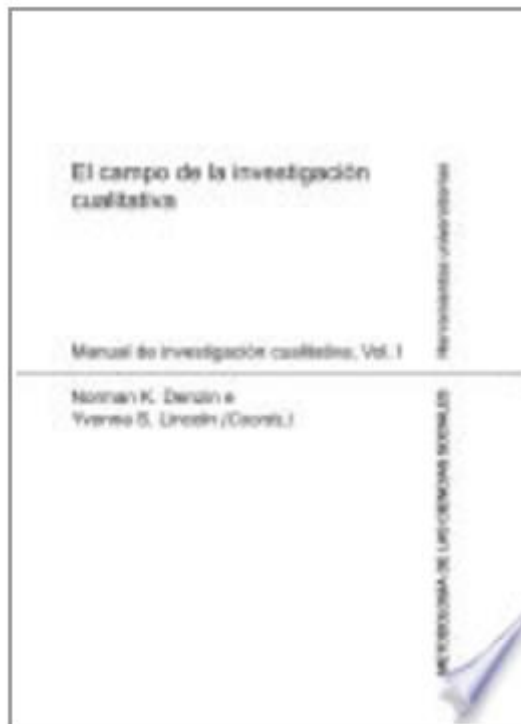 El campo de la investigación
cualitativa
Herramientas universitarias
Manual de investigación cualitativa, Vol. I
Norman K. Denzin e
Yvonna S. Lincoln (Coords.)
METODOLOGÍA DE LAS CIENCIAS SOCIALES